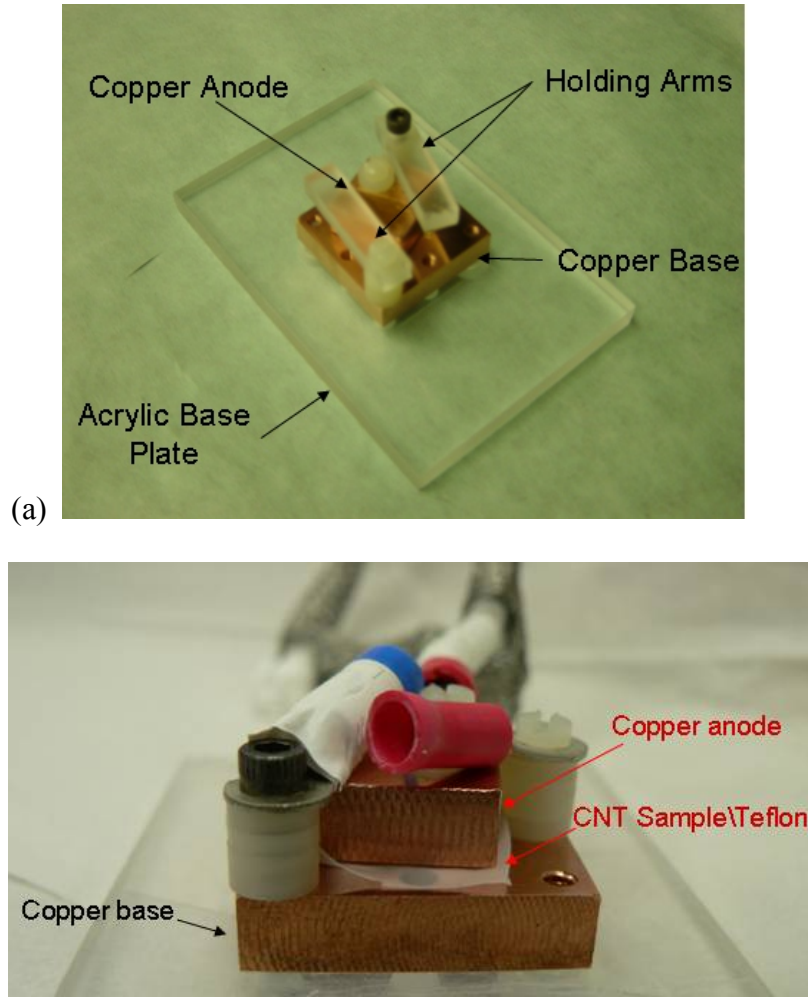 Copper Anode
Holding Arms
Copper Base
Acrylic Base
Plate
(a)
Copper anode
CNT Sample\Teflon
Copper base